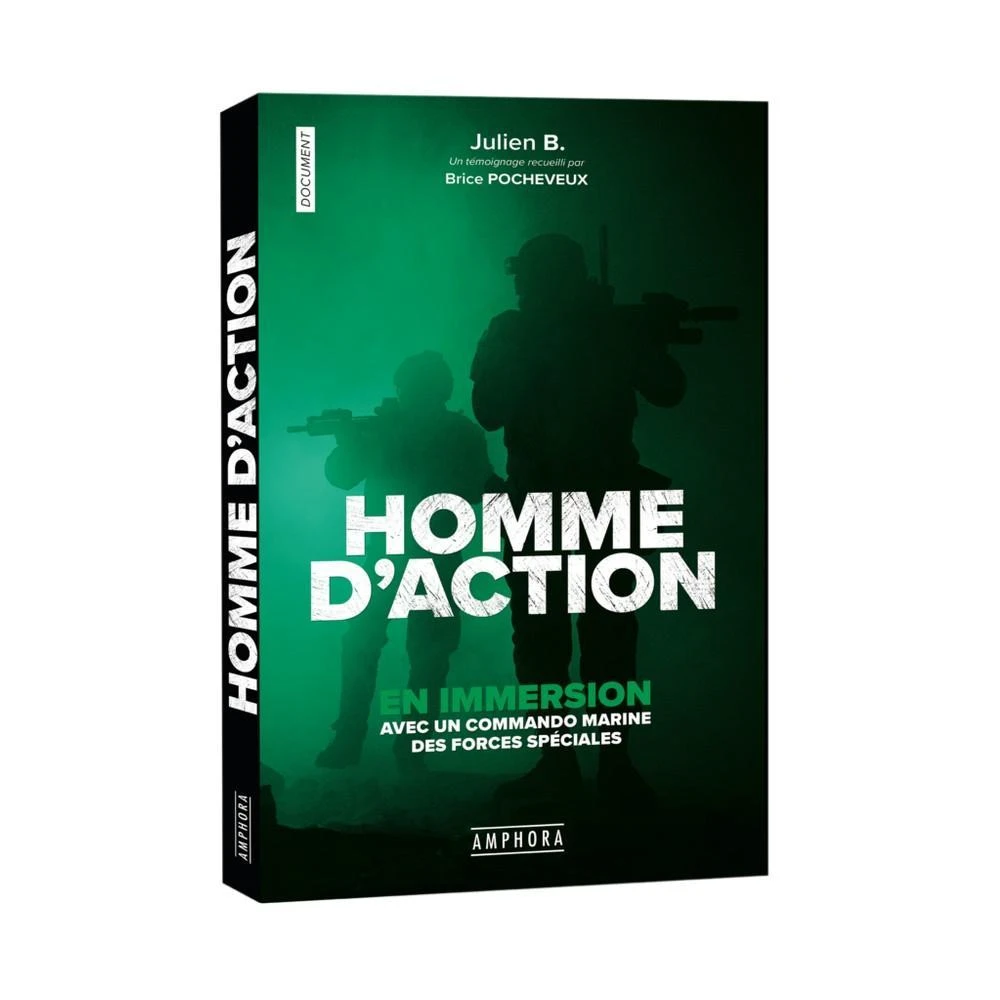 DOCUMENT
Julien B.
Un témoignage recueilli par
Brice POCHEVEUX
HOMME
D'ACTION
EN IMMERSION
AVEC UN COMMANDO MARINE
DES FORCES SPÉCIALES
AMPHORA
HOMME D'ACTION
AMPHORA